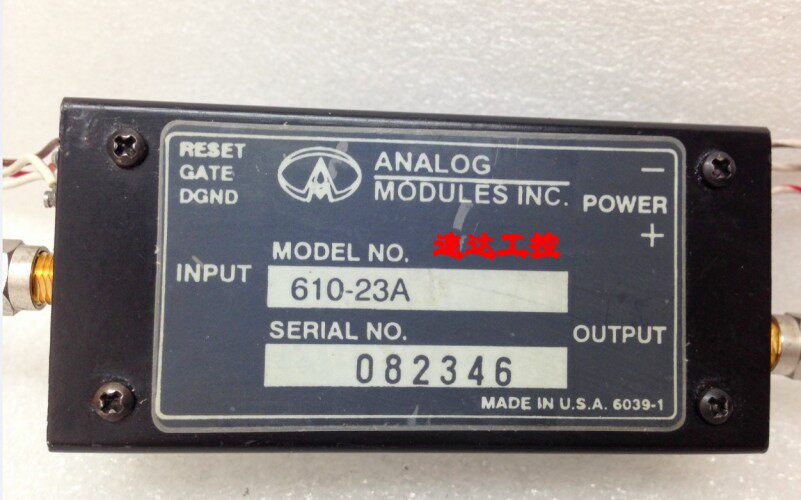 RESET
GATE
DGND
ANALOG
MODULES INC.
−
POWER
+
MODEL NO.
速达工控
INPUT
610-23A
SERIAL NO.
OUTPUT
082346
MADE IN U.S.A. 6039-1